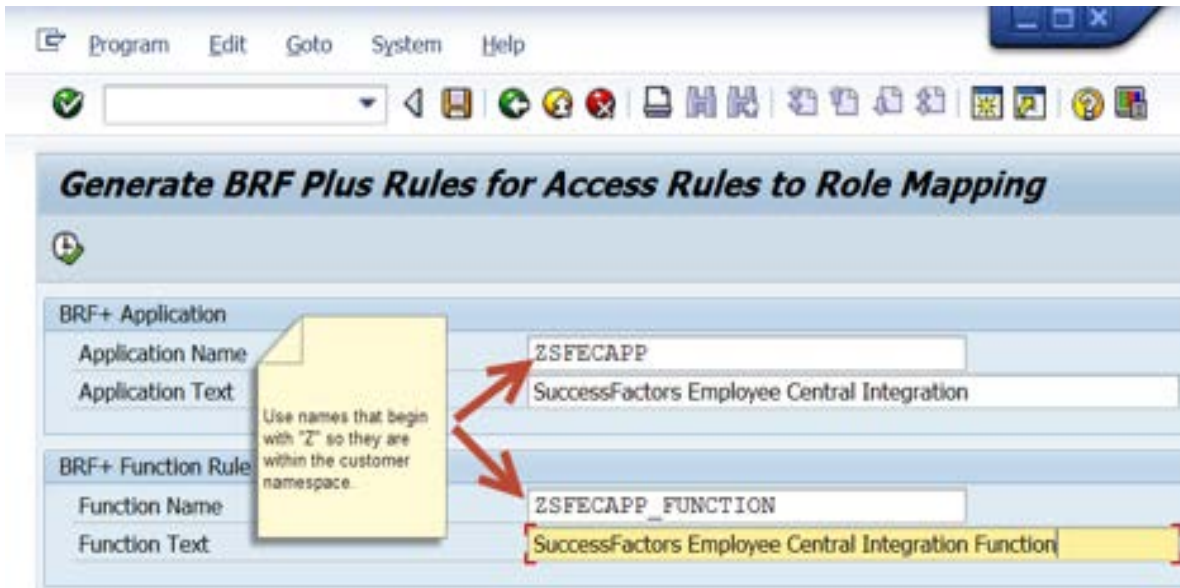 Program Edit Goto System Help
Generate BRF Plus Rules for Access Rules to Role Mapping
BRF+ Application
Application Name ZSFECAPP
Application Text SuccessFactors Employee Central Integration
Use names that begin
with "Z" so they are
within the customer
namespace.
BRF+ Function Rule
Function Name ZSFECAPP_FUNCTION
Function Text SuccessFactors Employee Central Integration Function